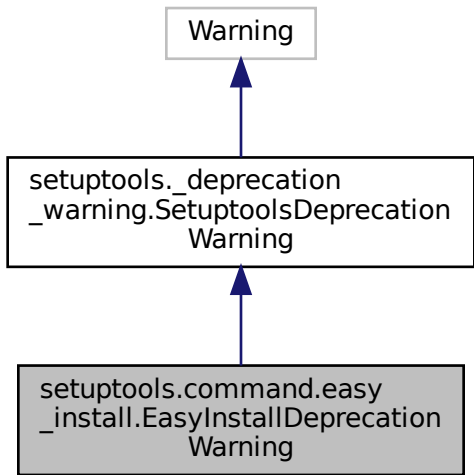 Warning
setuptools._deprecation
_warning.SetuptoolsDeprecation
Warning
setuptools.command.easy
_install.EasyInstallDeprecation
Warning